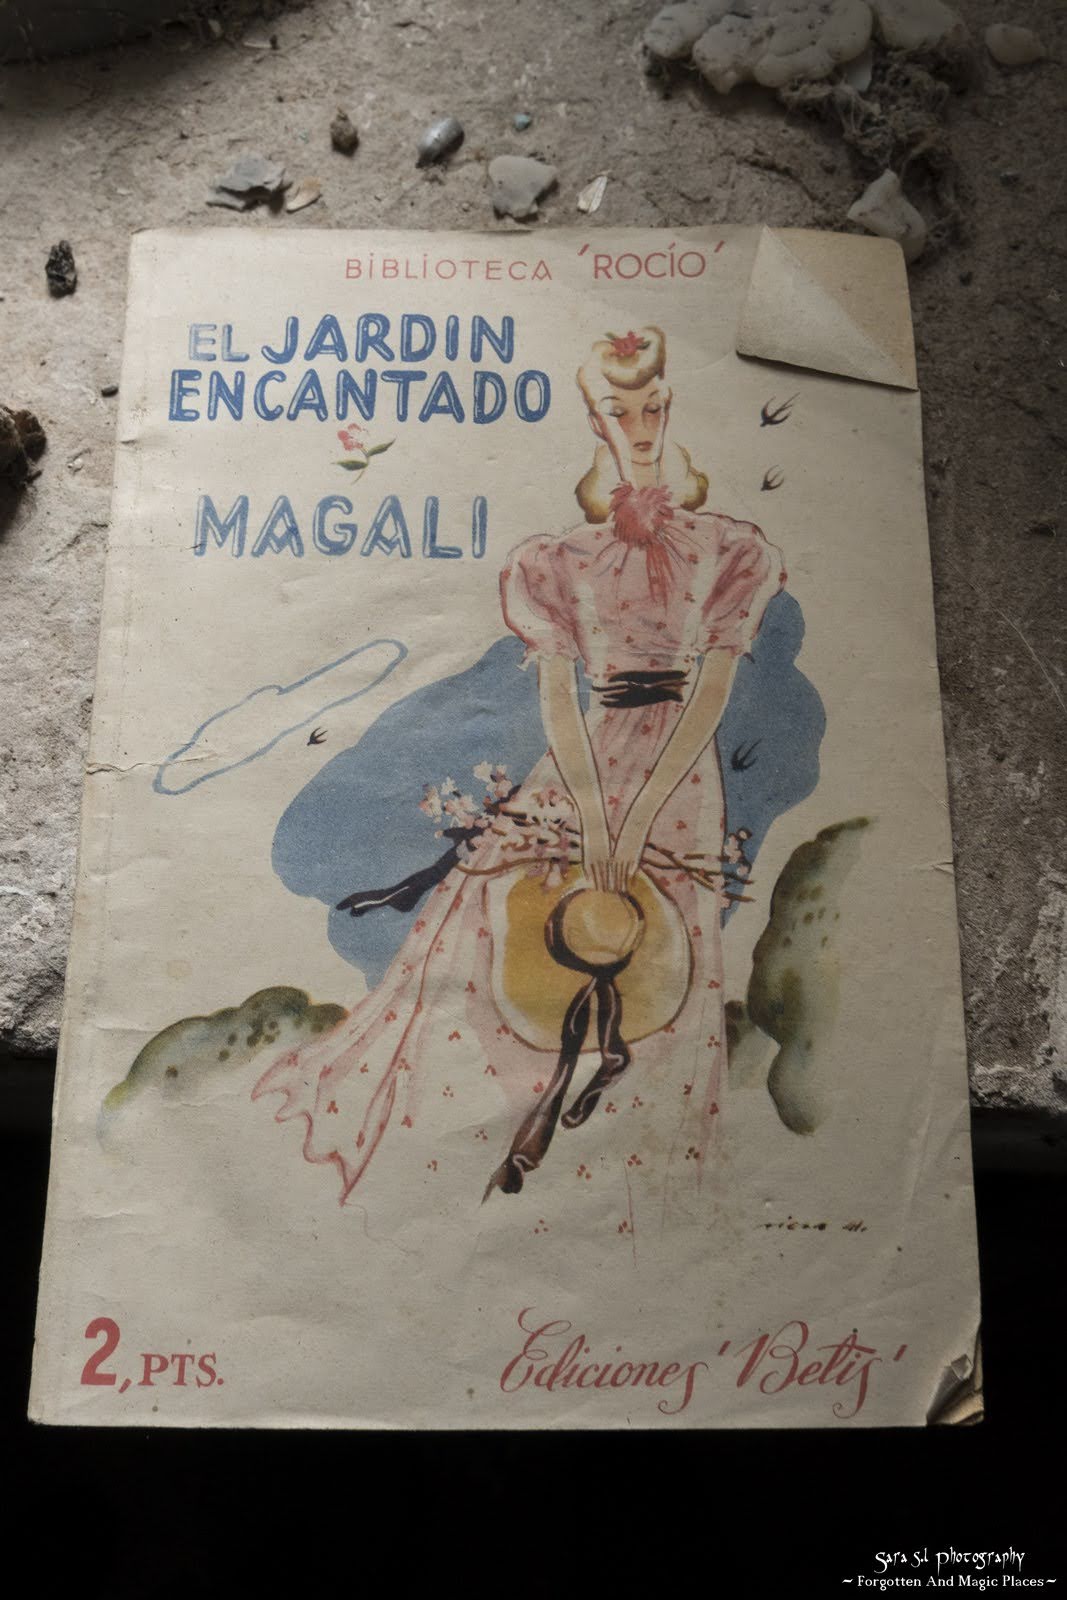 BIBLIOTECA 'ROCÍO'
EL JARDIN
ENCANTADO
MAGALI
2, PTS.
Ediciones 'Betis'
Sara S.l Photography
~ Forgotten And Magic Places ~